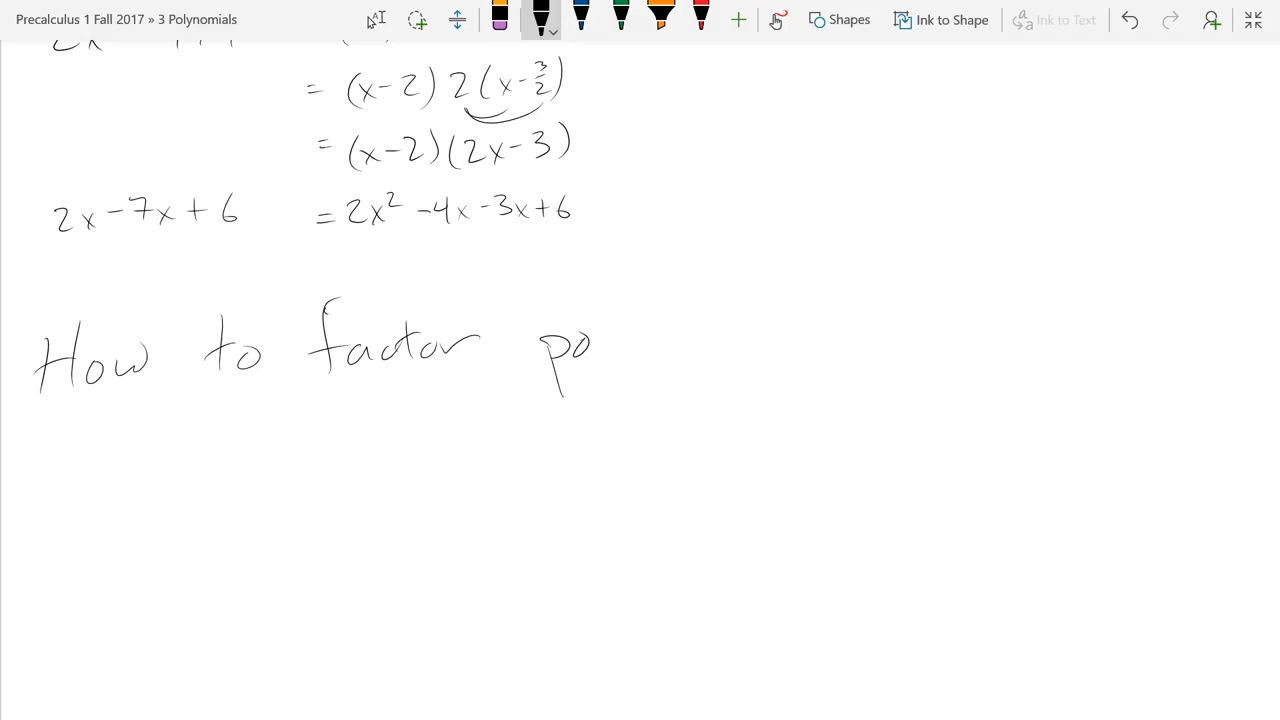 Precalculus 1 Fall 2017 » 3 Polynomials Shapes Ink to Shape Ink to Text
= (x-2) 2(x-3/2)
= (x-2)(2x-3)
2x-7x+6 = 2x²-4x-3x+6
How to factor po